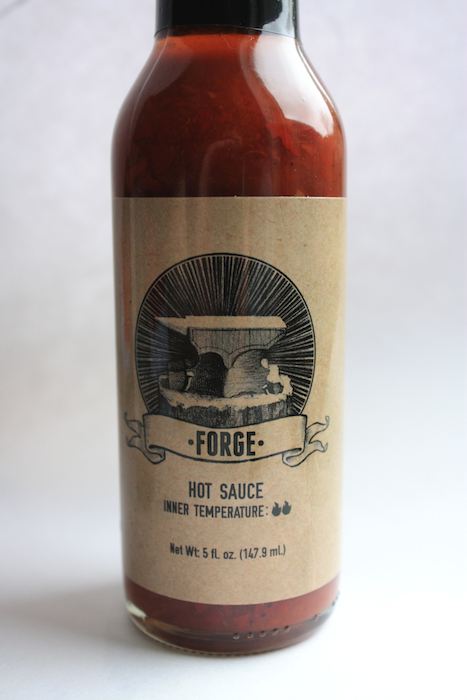 ·FORGE·
HOT SAUCE
INNER TEMPERATURE:
Net Wt: 5 fl. oz. (147.9 ml.)